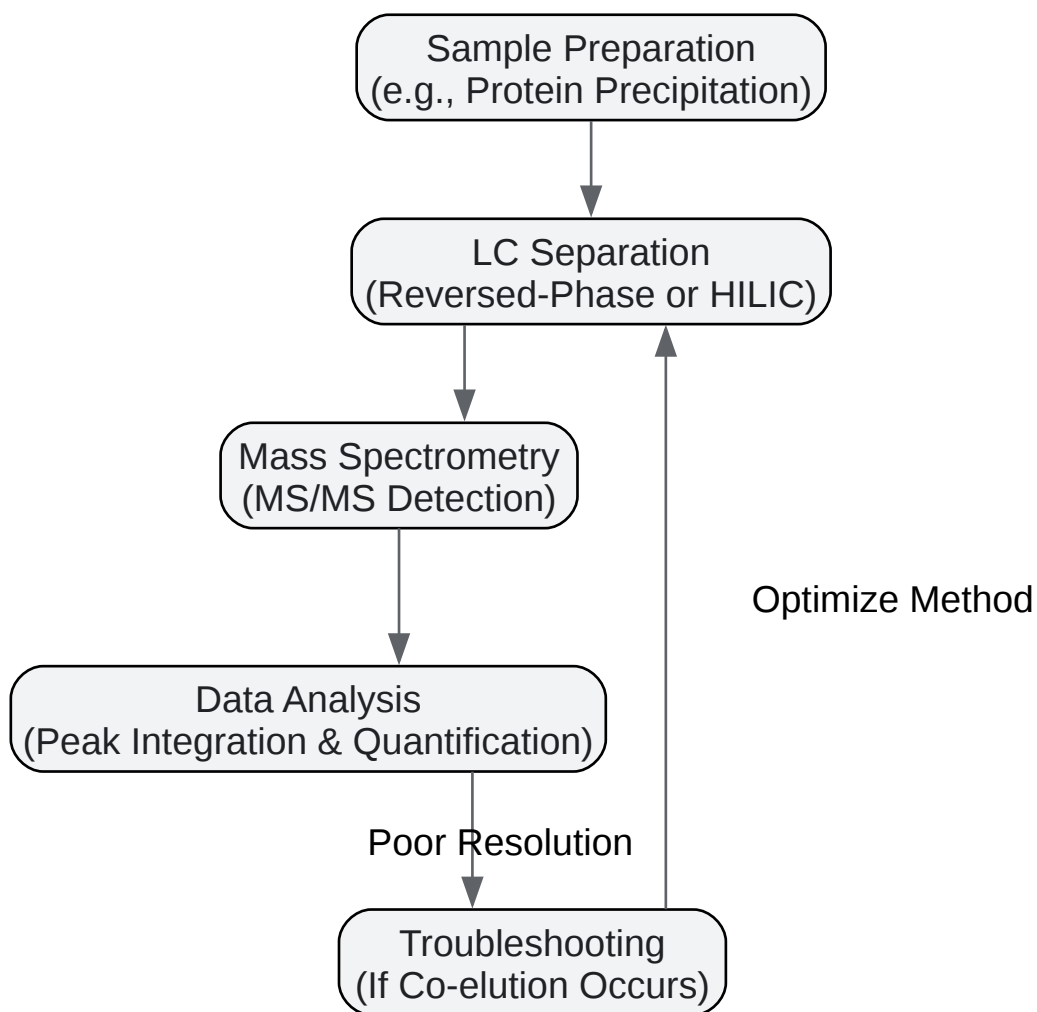 Sample Preparation
(e.g., Protein Precipitation)
LC Separation
(Reversed-Phase or HILIC)
Mass Spectrometry
(MS/MS Detection)
Optimize Method
Data Analysis
(Peak Integration & Quantification)
Poor Resolution
Troubleshooting
(If Co-elution Occurs)